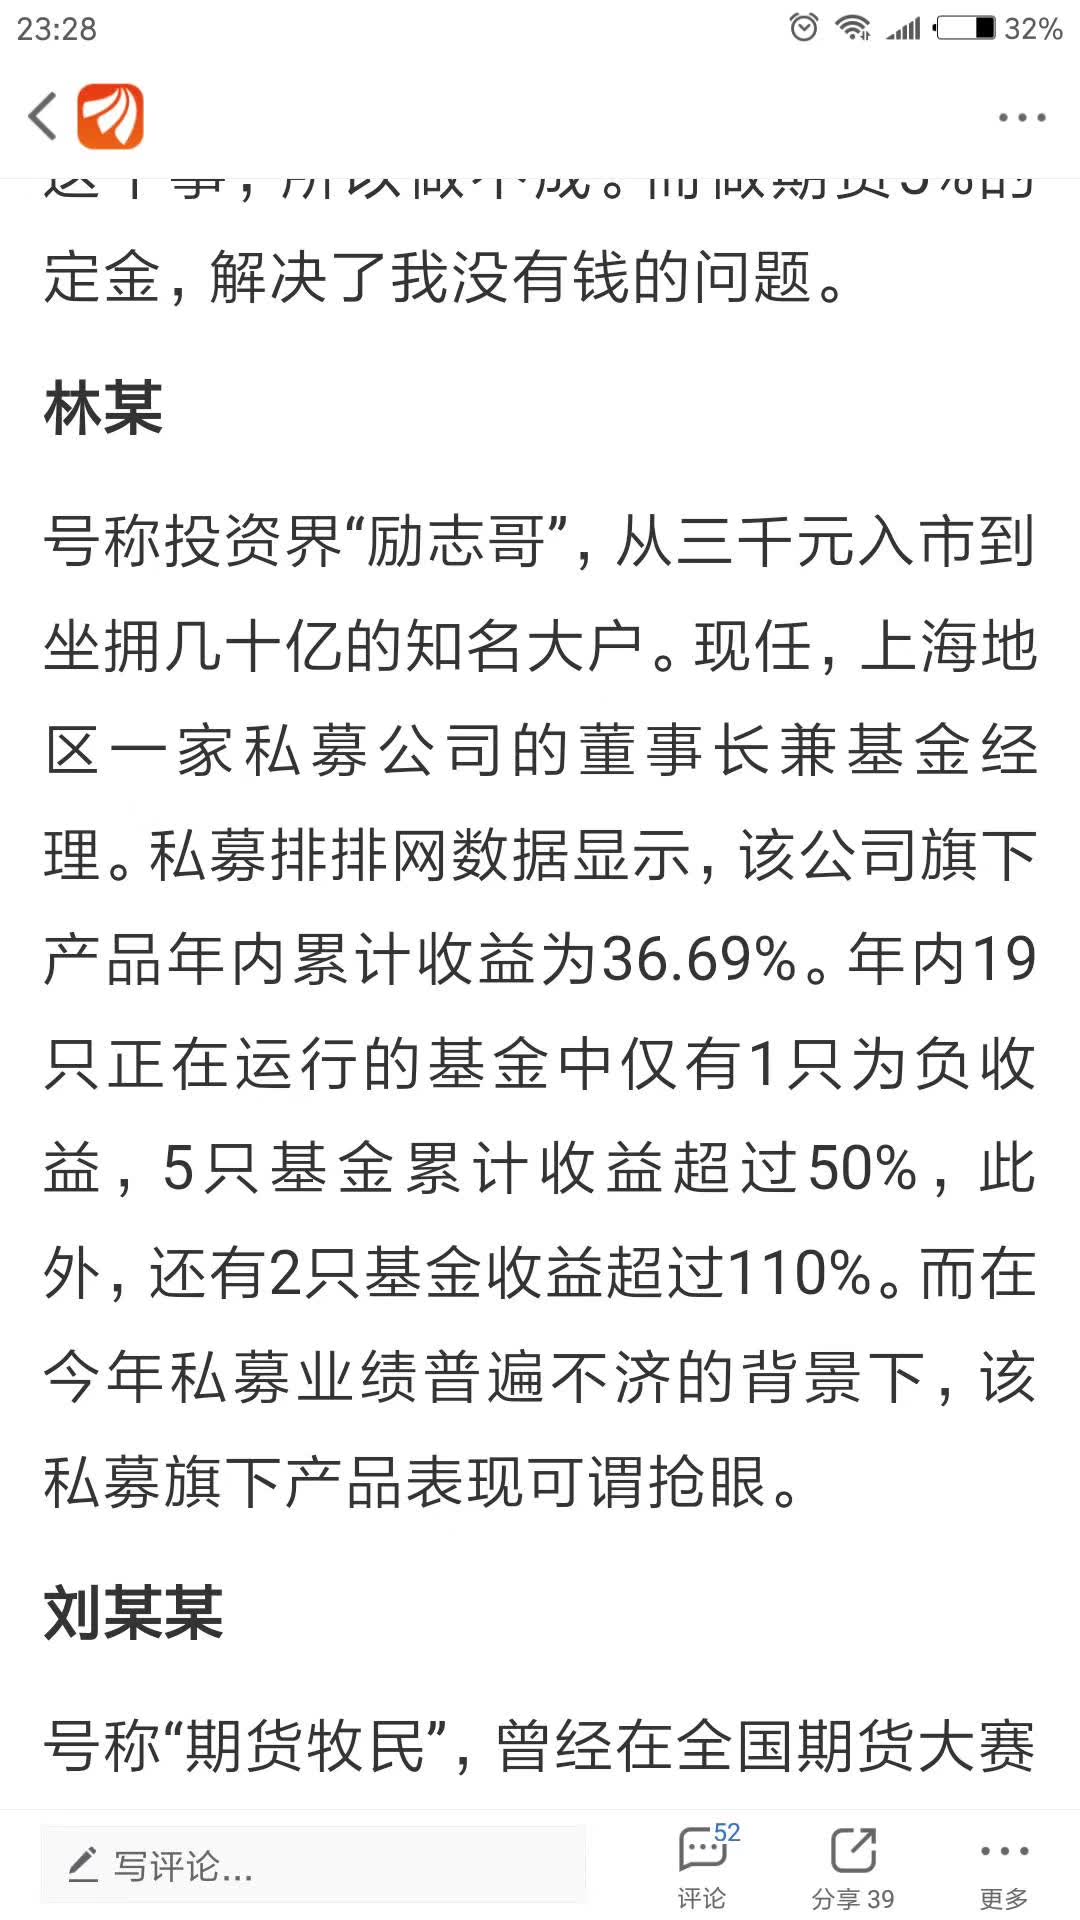 23:28
32%
定金，解决了我没有钱的问题。
林某
号称投资界“励志哥”，从三千元入市到
坐拥几十亿的知名大户。现任，上海地
区一家私募公司的董事长兼基金经
理。私募排排网数据显示，该公司旗下
产品年内累计收益为36.69%。年内19
只正在运行的基金中仅有1只为负收
益，5只基金累计收益超过50%，此
外，还有2只基金收益超过110%。而在
今年私募业绩普遍不济的背景下，该
私募旗下产品表现可谓抢眼。
刘某某
号称“期货牧民”，曾经在全国期货大赛
写评论...
52
评论
分享 39
更多